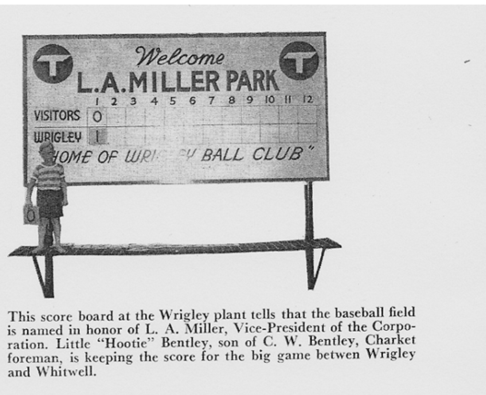 Welcome
T T
L.A.MILLER PARK
1 2 3 4 5 6 7 8 9 10 11 12
VISITORS 0
WRIGLEY 1
HOME OF BALL CLUB"
0
This score board at the Wrigley plant tells that the baseball field
is named in honor of L. A. Miller, Vice-President of the Corpo-
ration. Little "Hootie" Bentley, son of C. W. Bentley, Charket
foreman, is keeping the score for the big game betwen Wrigley
and Whitwell.